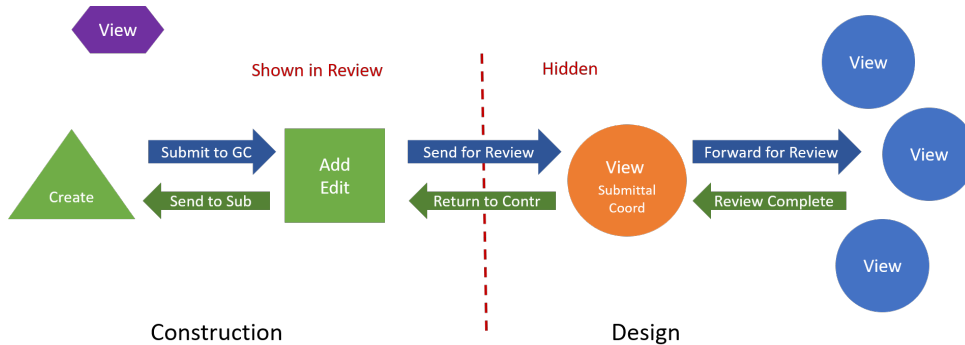 View
Shown in Review
Hidden
View
Submit to GC
Add
Edit
Send for Review
View
Submittal
Coord
Forward for Review
View
Create
Send to Sub
Return to Contr
Review Complete
View
Construction
Design